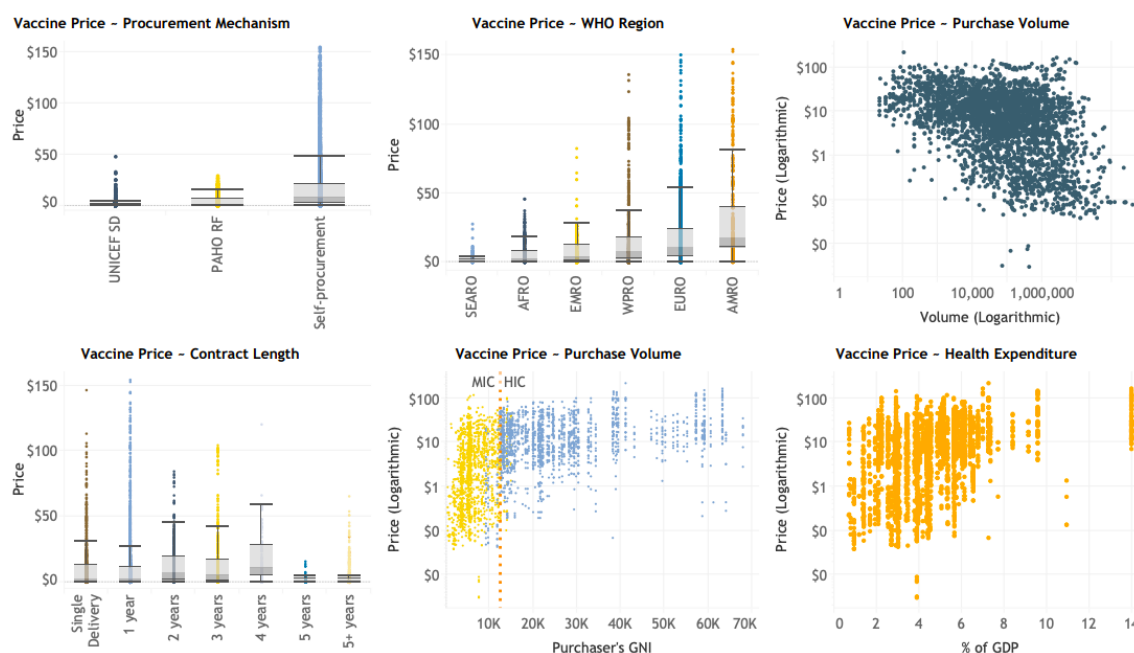 Vaccine Price ~ Procurement Mechanism
$150
$100
$50
$0
Price
UNICEF SD
PAHO RF
Self-procurement
Vaccine Price ~ WHO Region
$150
$100
$50
$0
Price
SEARO
AFRO
EMRO
WPRO
EURO
AMRO
Vaccine Price ~ Purchase Volume
$100
$10
$1
$0
$0
Price (Logarithmic)
1
100
10,000
1,000,000
Volume (Logarithmic)
Vaccine Price ~ Contract Length
$150
$100
$50
$0
Price
Single
Delivery
1 year
2 years
3 years
4 years
5 years
5+ years
Vaccine Price ~ Purchase Volume
MIC
HIC
$100
$10
$1
$0
$0
Price (Logarithmic)
10K
20K
30K
40K
50K
60K
70K
Purchaser's GNI
Vaccine Price ~ Health Expenditure
$100
$10
$1
$0
$0
Price (Logarithmic)
0
2
4
6
8
10
12
14
% of GDP